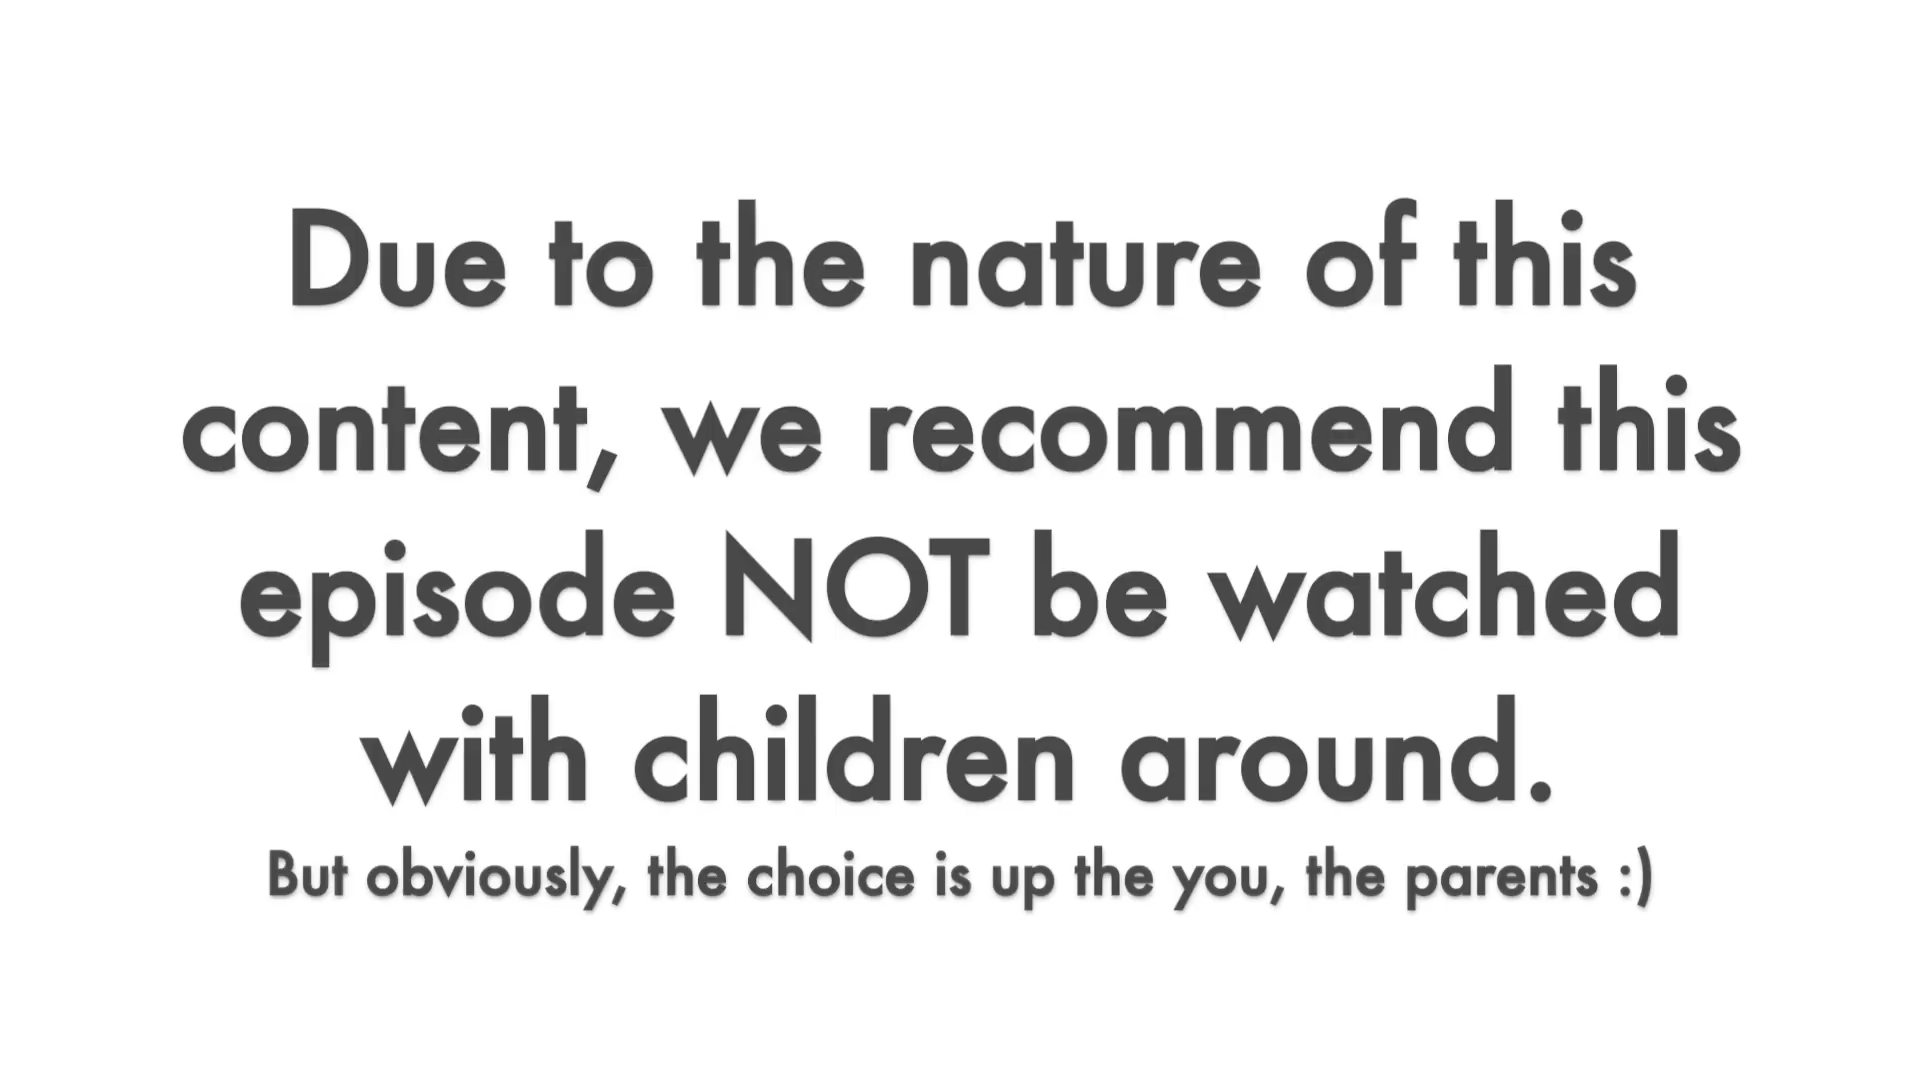 Due to the nature of this
content, we recommend this
episode NOT be watched
with children around.
But obviously, the choice is up the you, the parents :)